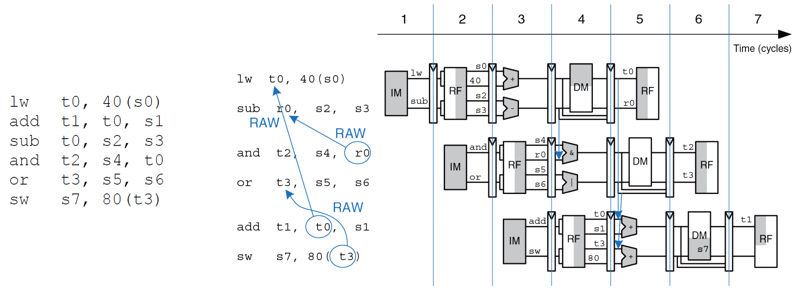 1 2 3 4 5 6 7
Time (cycles)
lw t0, 40(s0)
add t1, t0, s1
sub t0, s2, s3
and t2, s4, t0
or t3, s5, s6
sw s7, 80(t3)
lw t0, 40(s0)
sub r0, s2, s3
RAW
RAW
and t2, s4, r0
or t3, s5, s6
RAW
add t1, t0, s1
sw s7, 80(t3)
IM
lw
sub
RF
s0
40
s2
s3
+
-
DM
t0
r0
RF
IM
and
or
RF
s4
r0
s5
s6
&
|
DM
t2
t3
RF
IM
add
sw
RF
t0
s1
t3
80
+
+
DM
s7
t1
RF